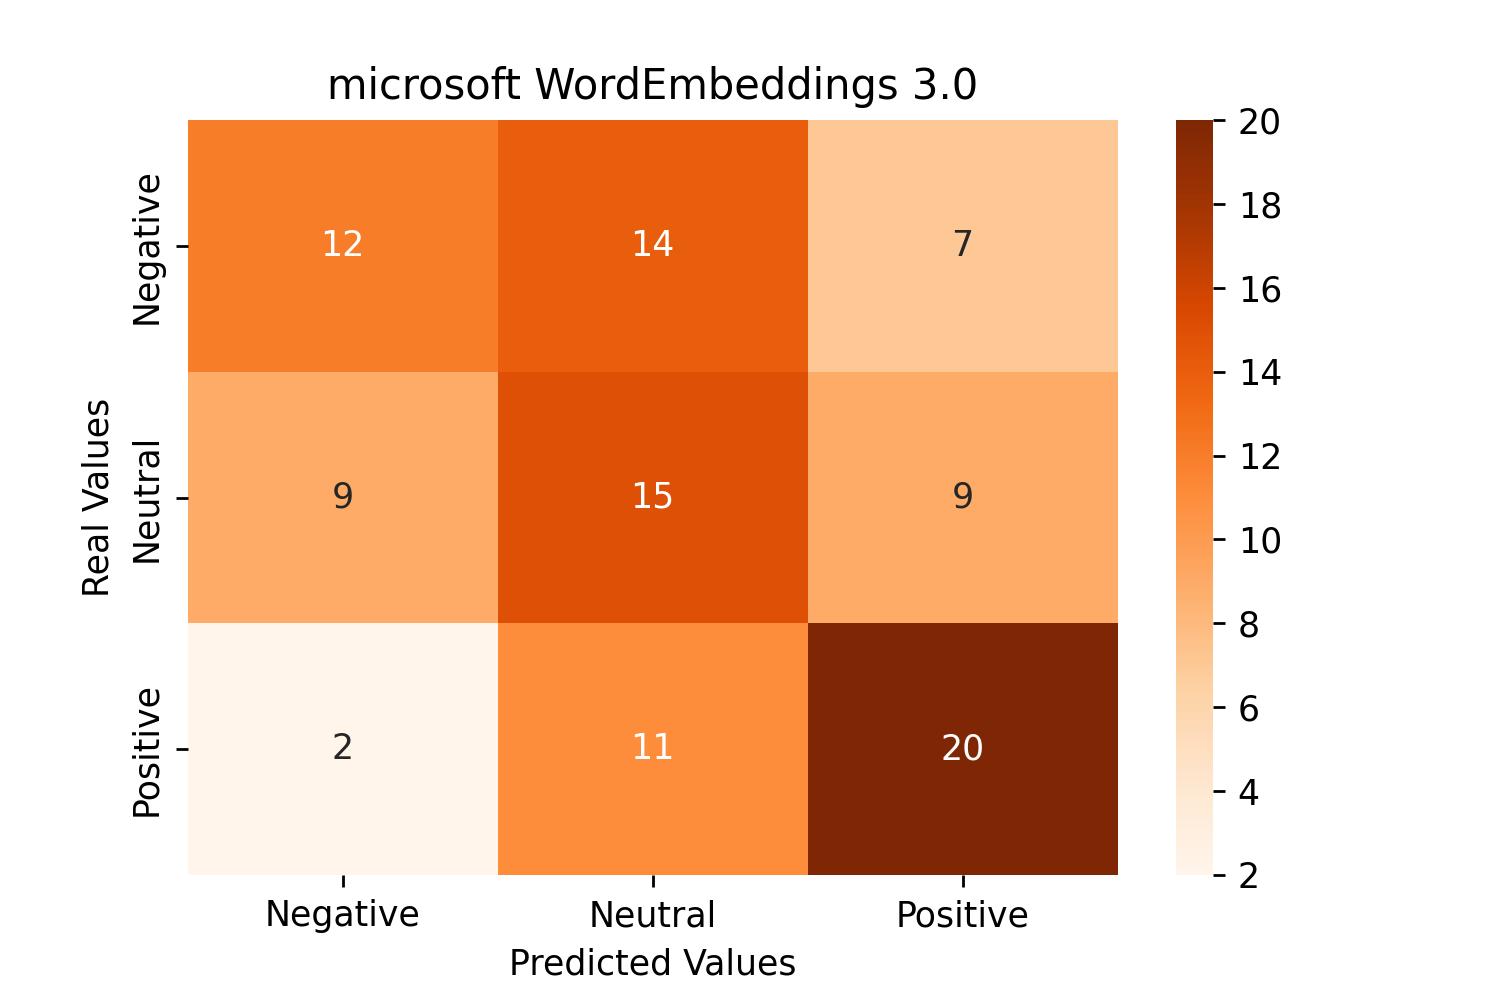 microsoft WordEmbeddings 3.0
Real Values
Negative
12 14 7
Neutral
9 15 9
Positive
2 11 20
Negative Neutral Positive
Predicted Values
20
18
16
14
12
10
8
6
4
2